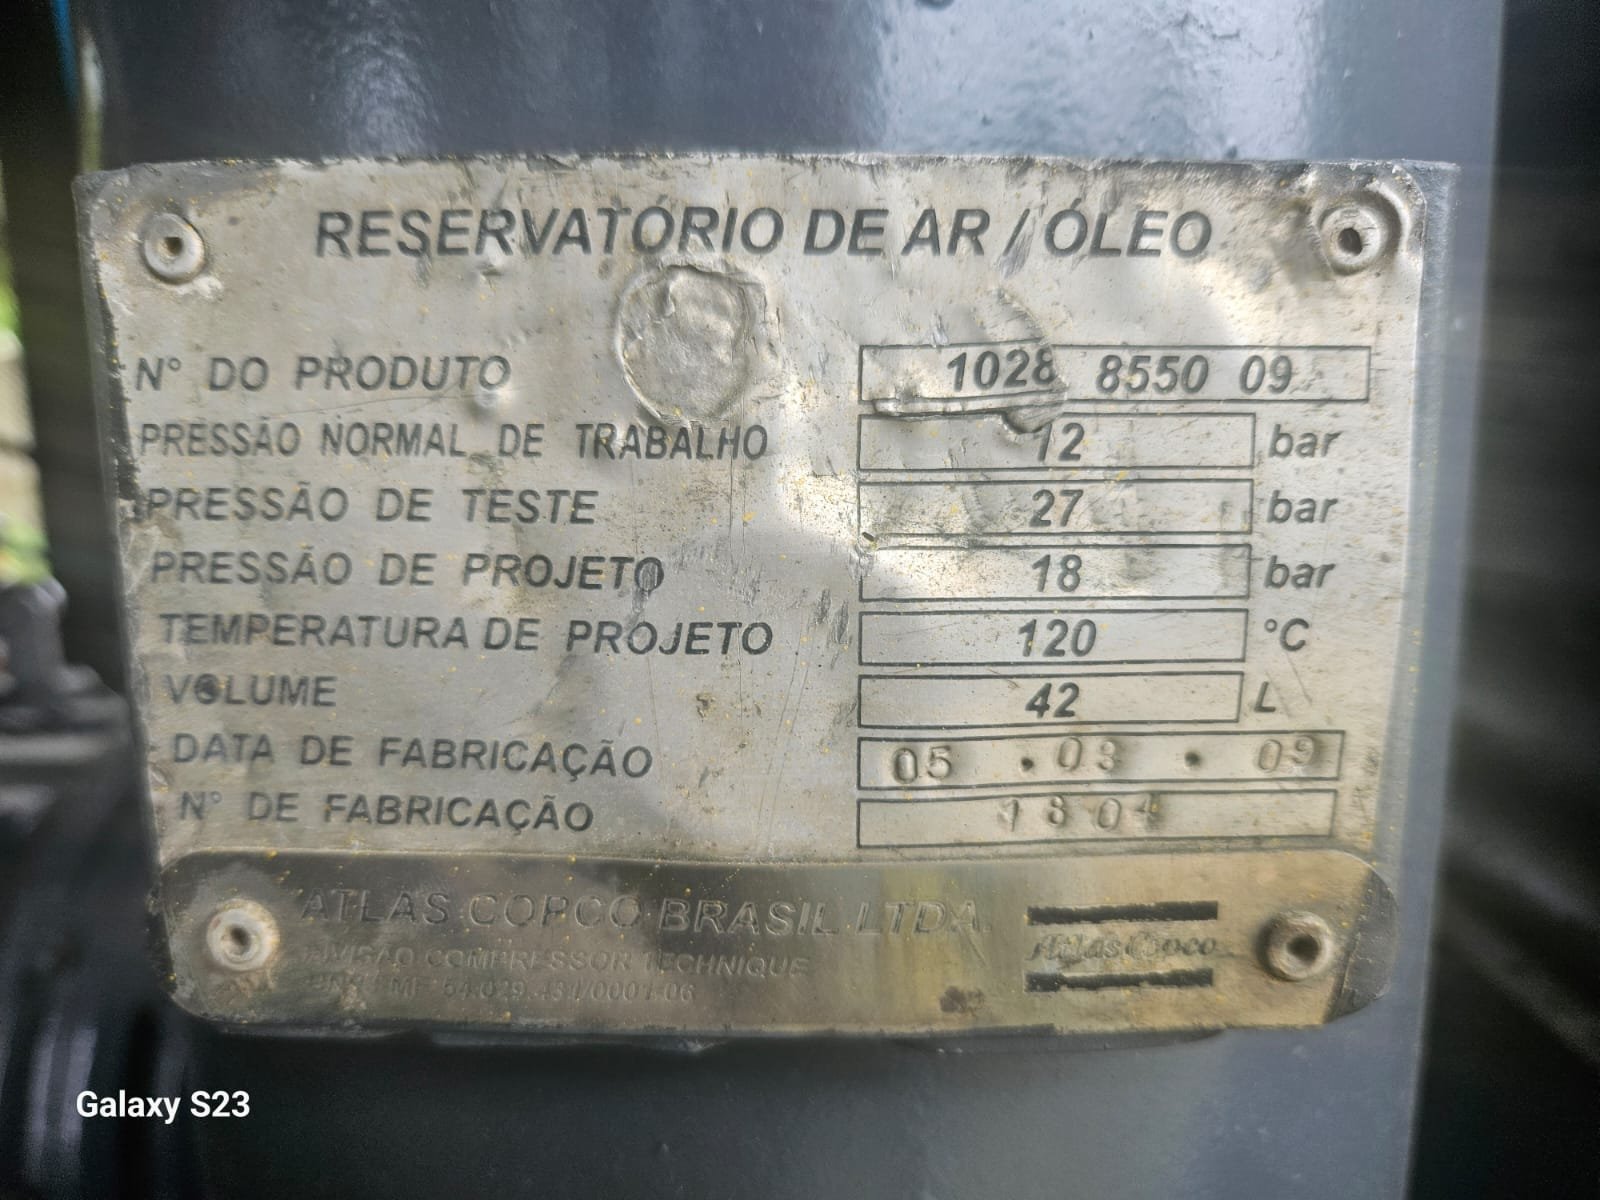 RESERVATÓRIO DE AR / ÓLEO
N° DO PRODUTO 1028 8550 09
PRESSÃO NORMAL DE TRABALHO 12 bar
PRESSÃO DE TESTE 27 bar
PRESSÃO DE PROJETO 18 bar
TEMPERATURA DE PROJETO 120 °C
VOLUME 42 L
DATA DE FABRICAÇÃO 05 . 03 . 09
N° DE FABRICAÇÃO 1804
ATLAS COPCO BRASIL LTDA.
DIVISÃO COMPRESSOR TECHNIQUE
Atlas Copco
Galaxy S23